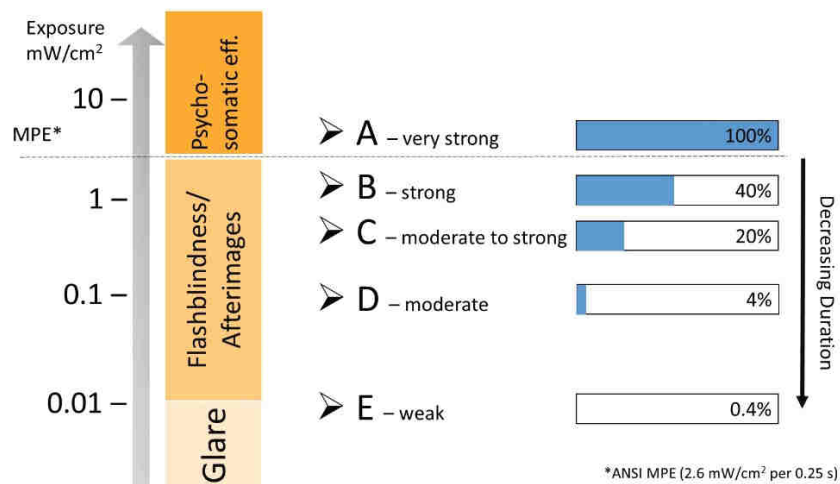 Exposure
mW/cm²
10 –
MPE*
1 –
0.1 –
0.01 –
Psycho-
somatic eff.
Flashblindness/
Afterimages
Glare
➢ A – very strong
➢ B – strong
➢ C – moderate to strong
➢ D – moderate
➢ E – weak
100%
40%
20%
4%
0.4%
Decreasing Duration
*ANSI MPE (2.6 mW/cm² per 0.25 s)